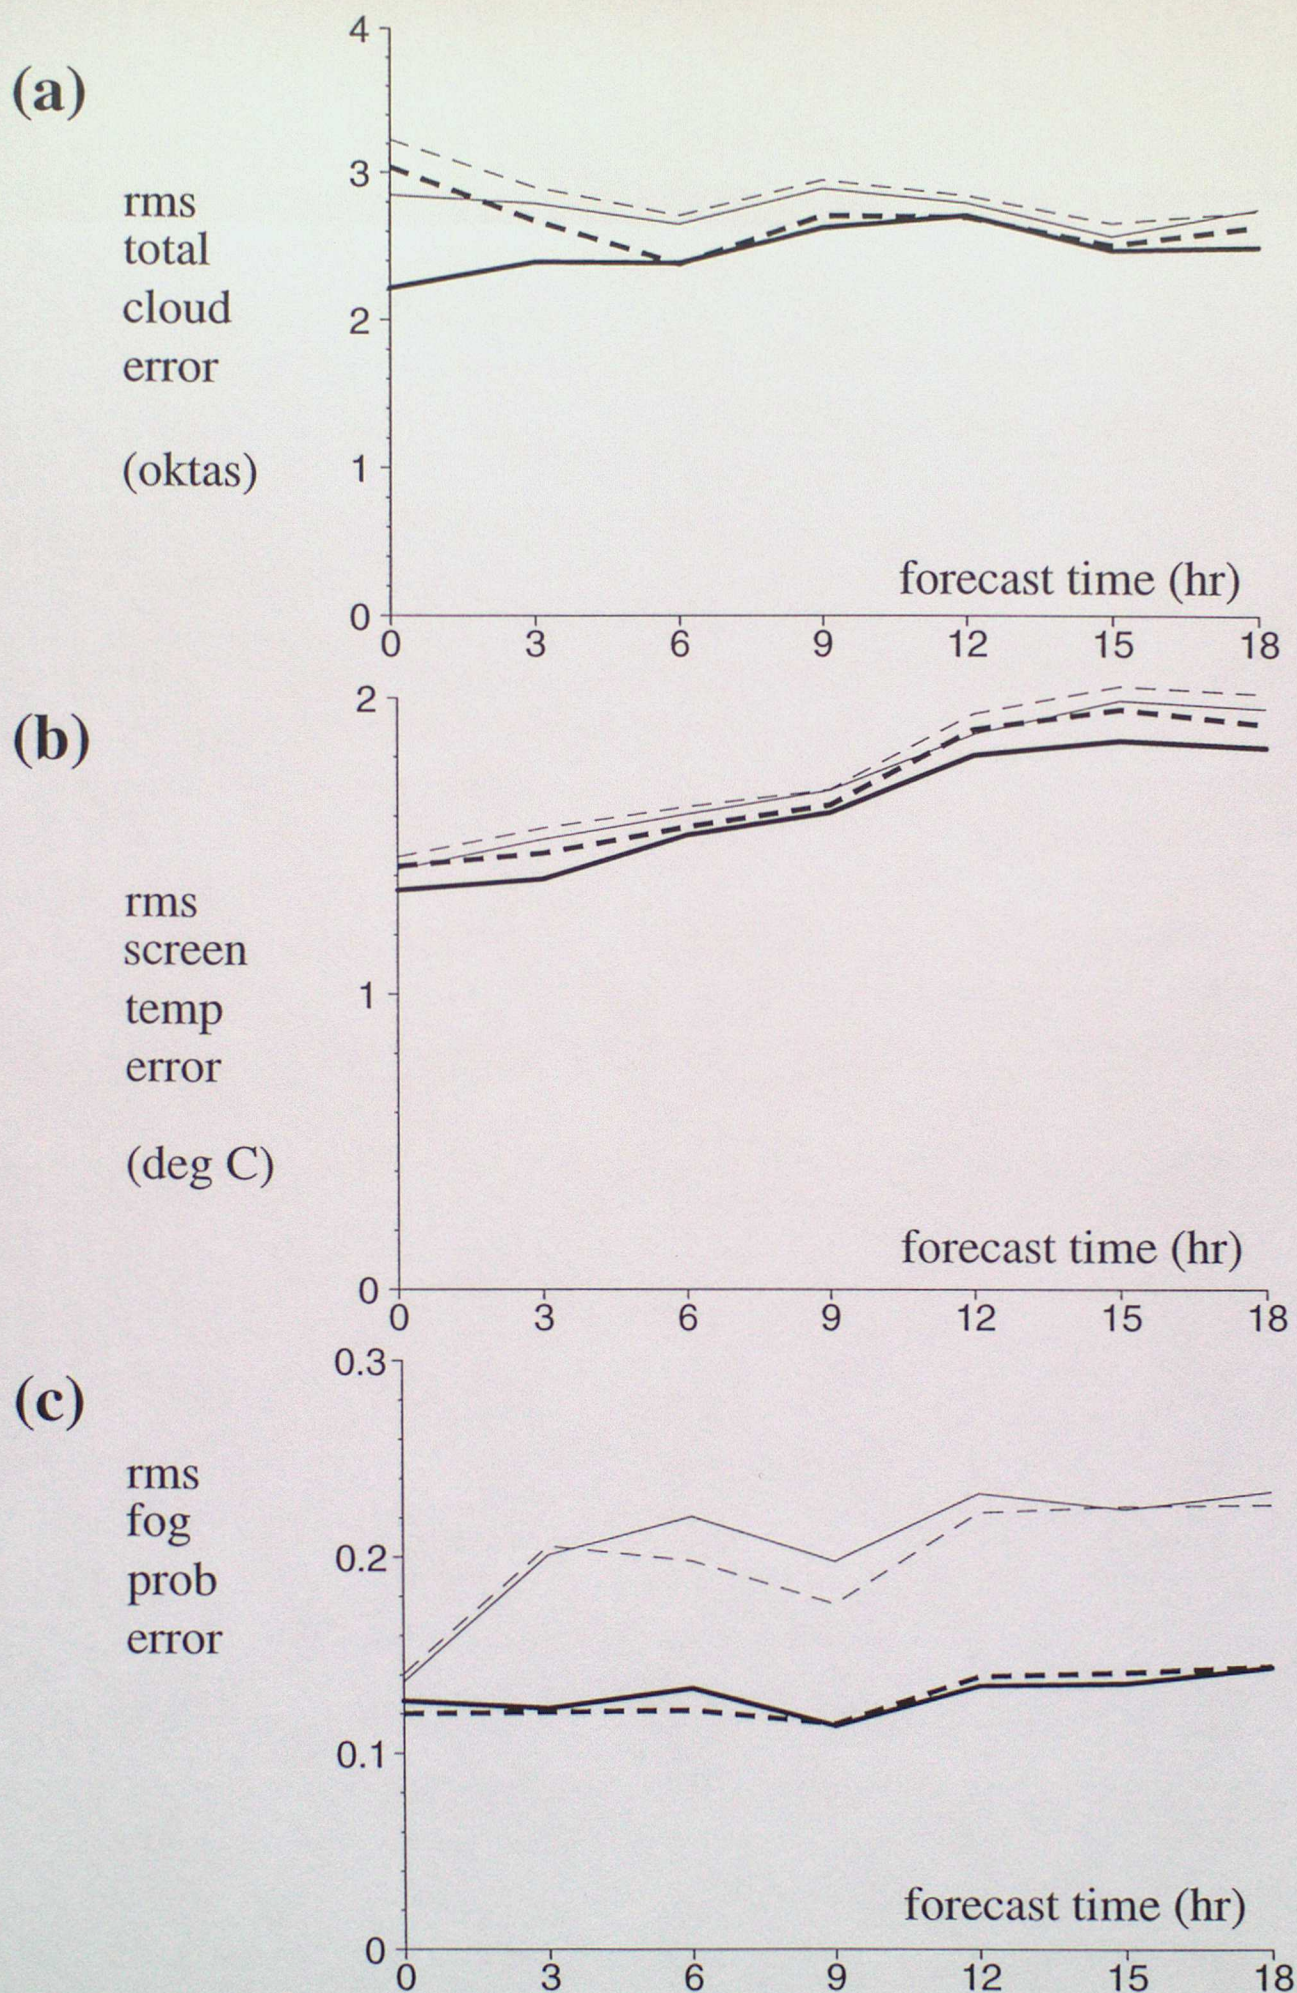 (a)
rms
total
cloud
error
(oktas)
4
3
2
1
0
forecast time (hr)
0 3 6 9 12 15 18
(b)
rms
screen
temp
error
(deg C)
2
1
0
forecast time (hr)
0 3 6 9 12 15 18
(c)
rms
fog
prob
error
0.3
0.2
0.1
0
forecast time (hr)
0 3 6 9 12 15 18